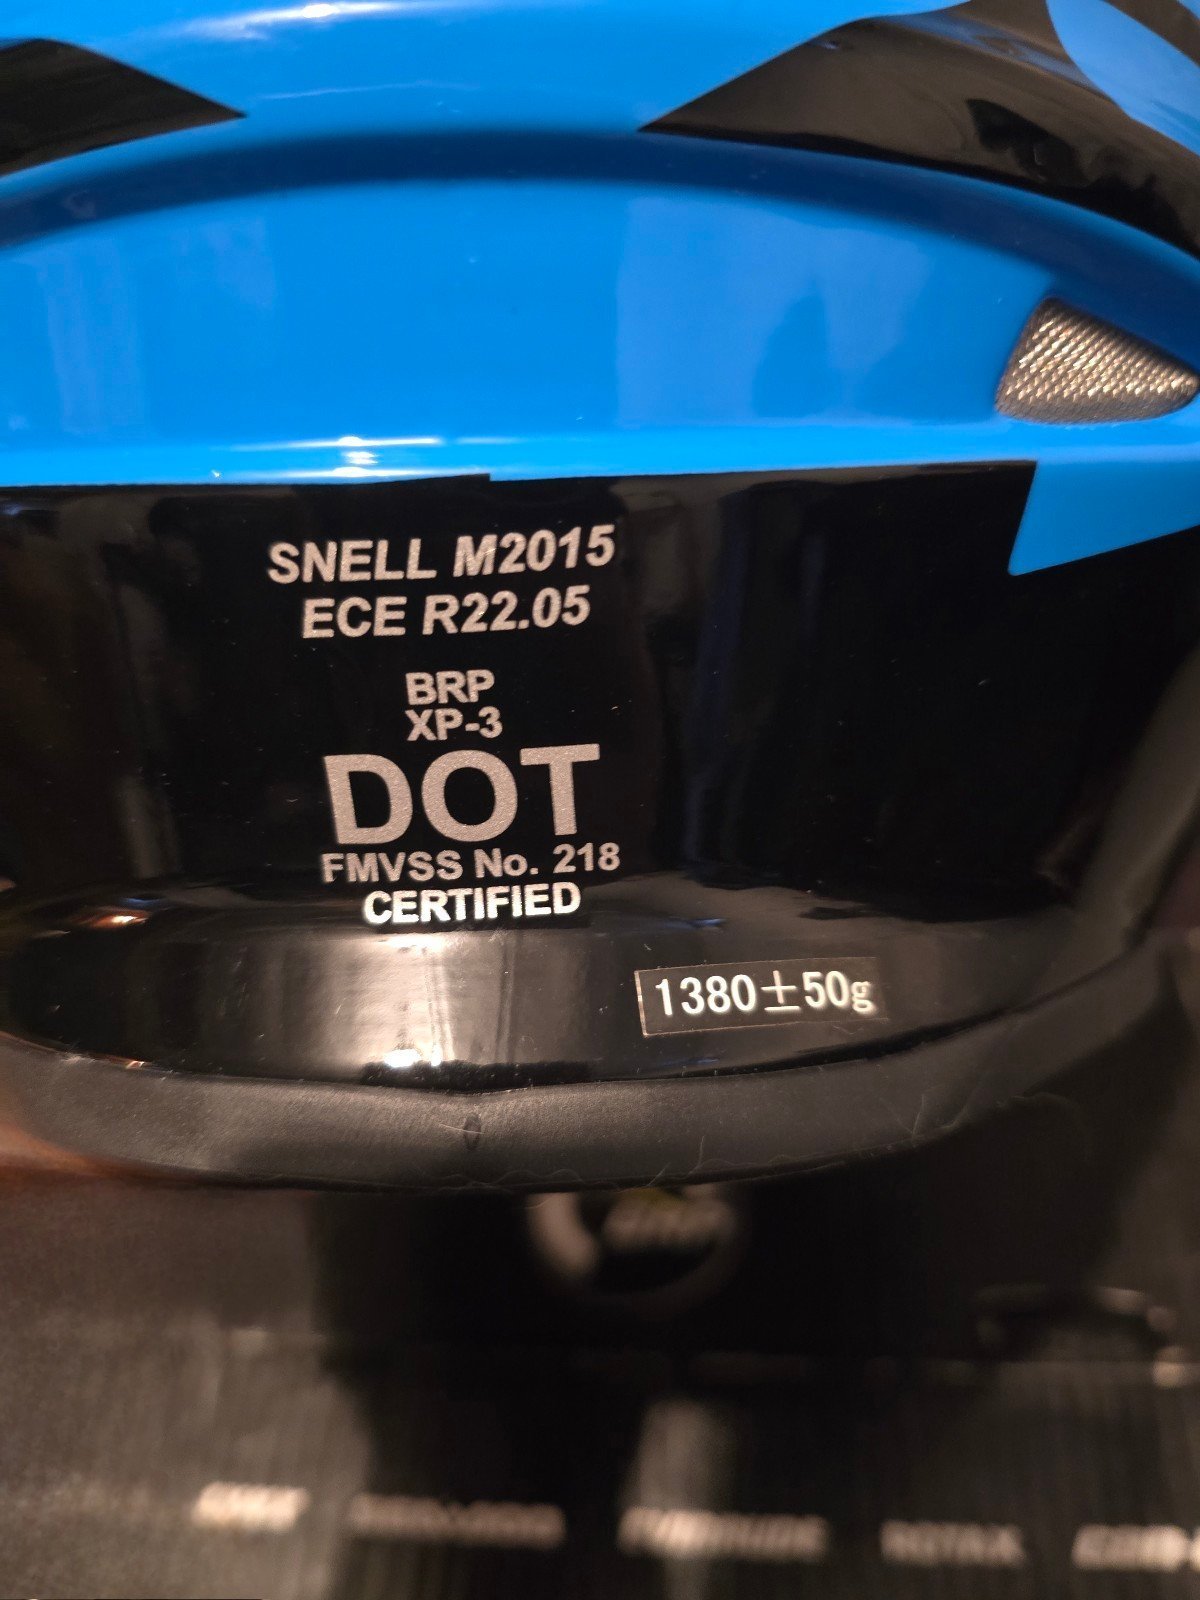 SNELL M2015
ECE R22.05
BRP
XP-3
DOT
FMVSS No. 218
CERTIFIED
1380±50g